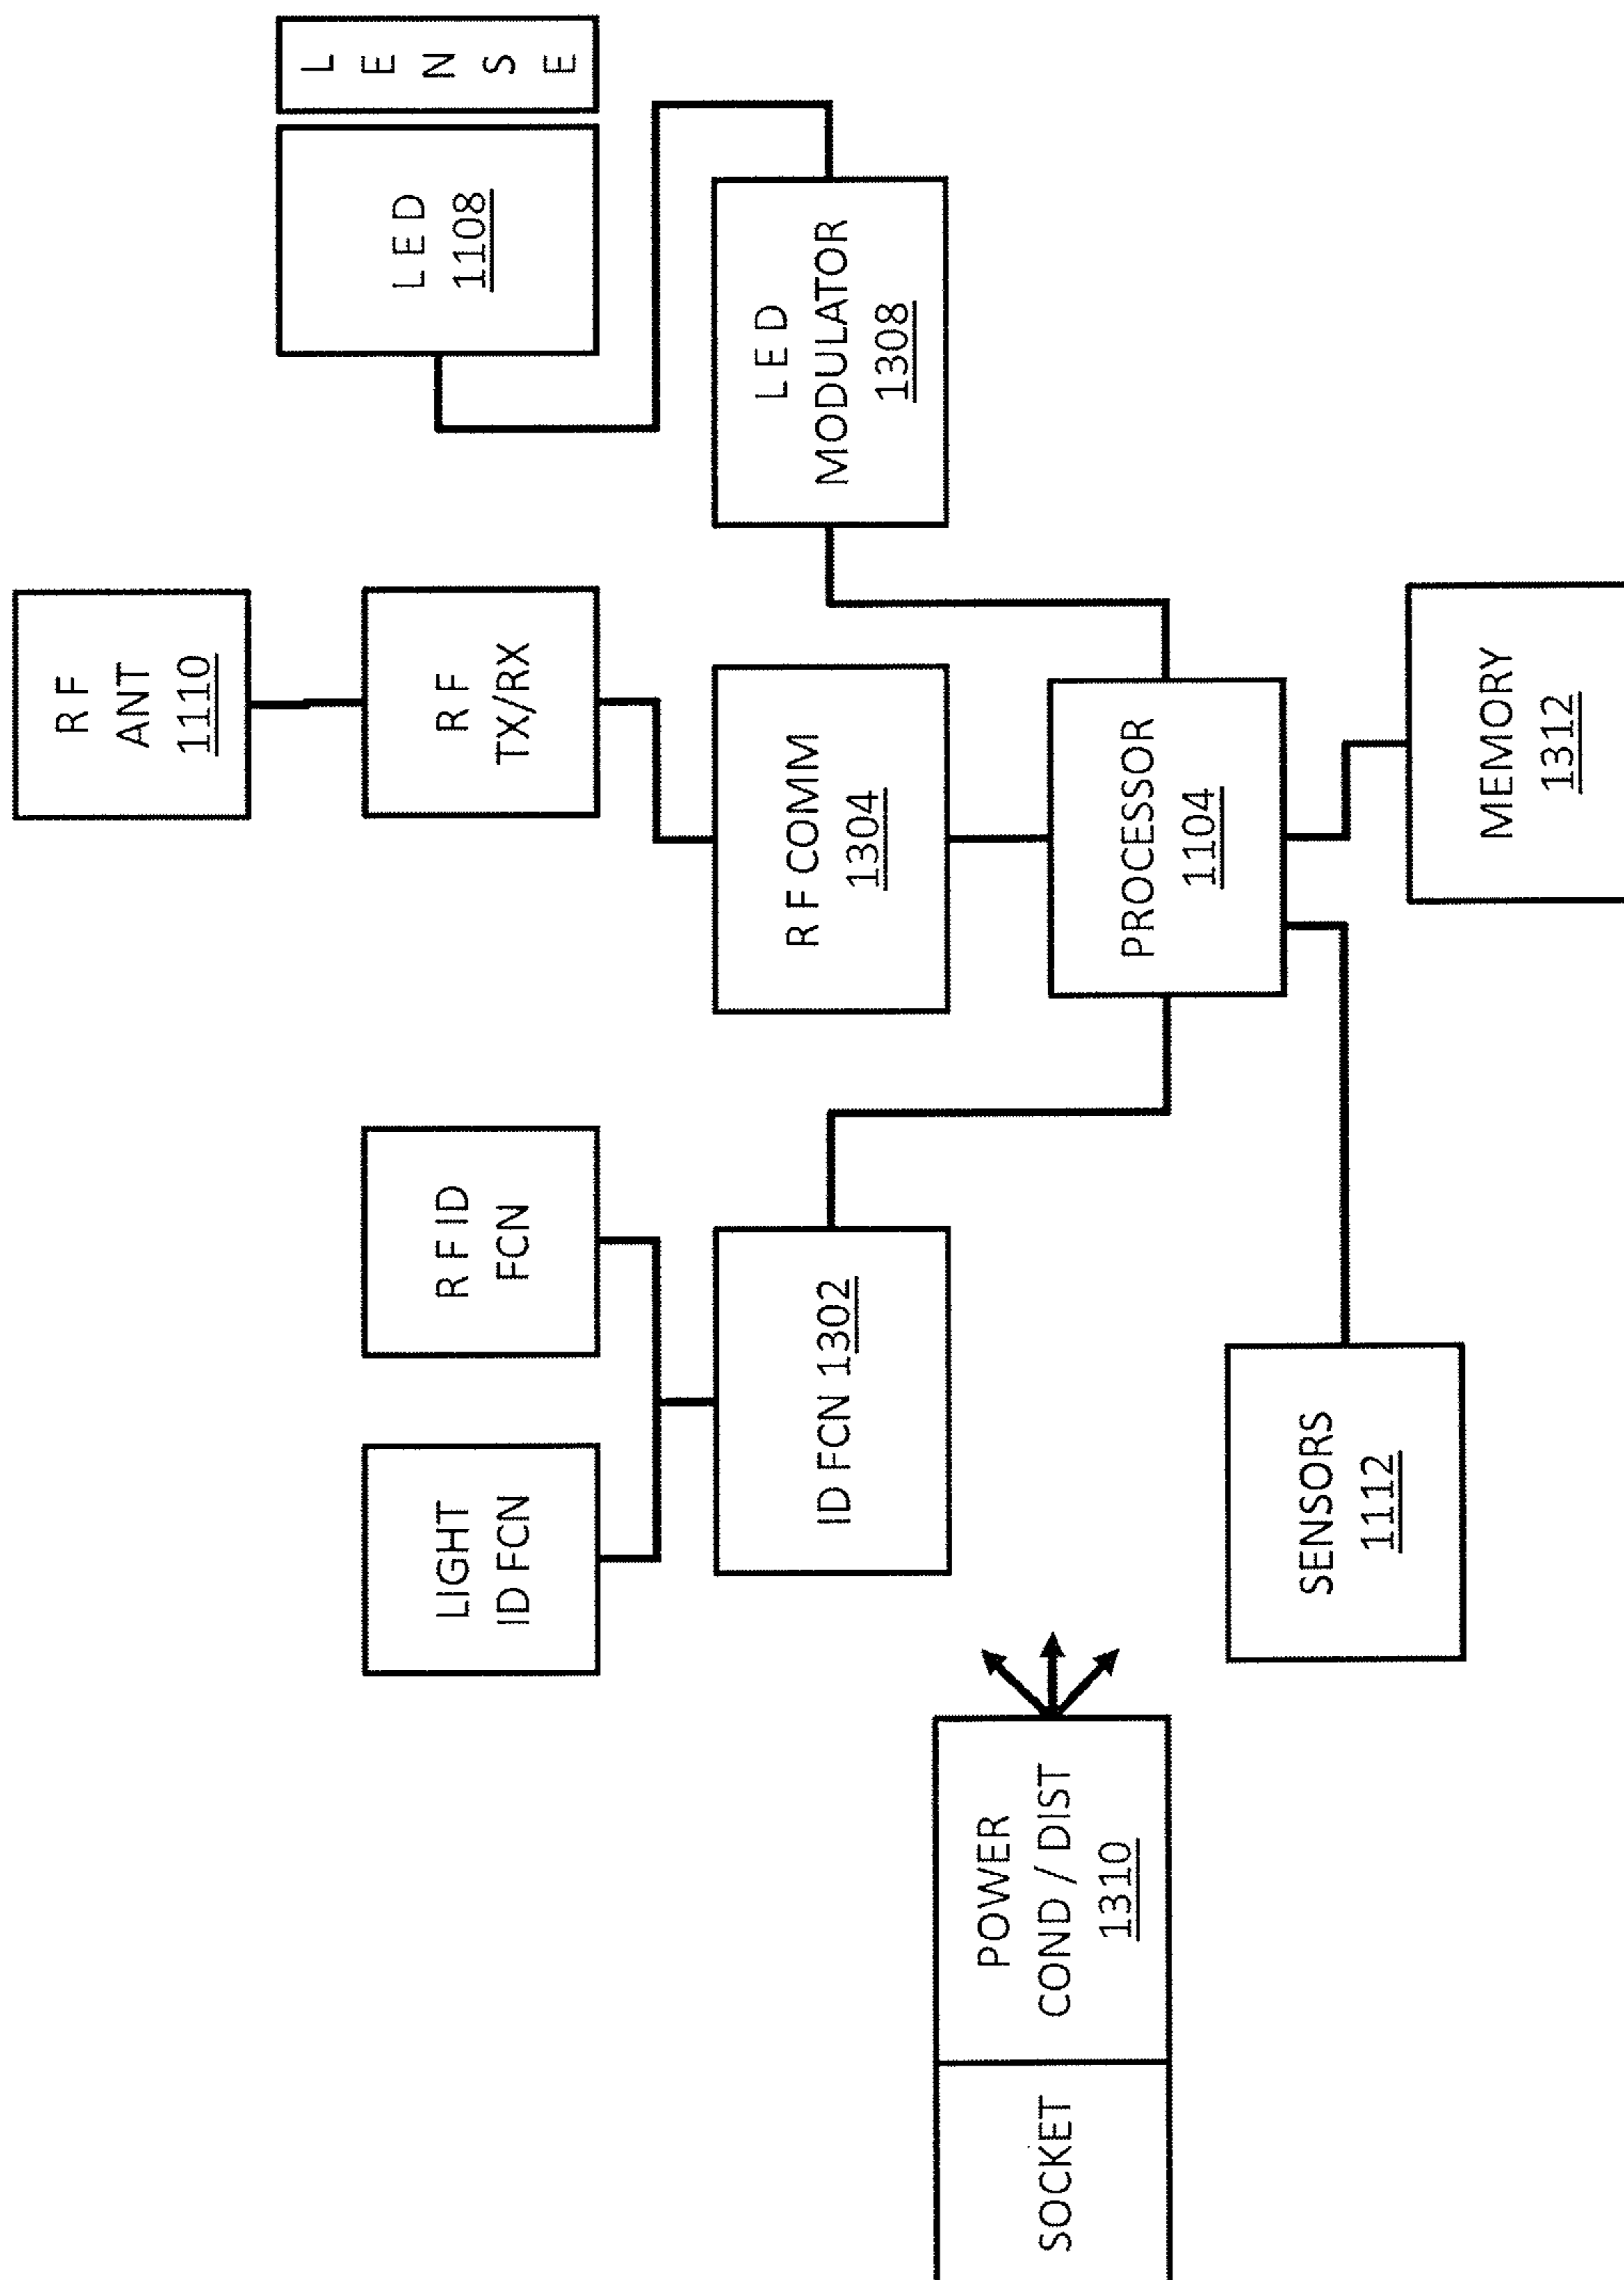 R F
ANT
1110
LIGHT
ID FCN
R F ID
FCN
R F
TX/RX
L E D
1108
L E N S E
ID FCN 1302
R F COMM
1304
L E D
MODULATOR
1308
SOCKET
POWER
COND / DIST
1310
PROCESSOR
1104
SENSORS
1112
MEMORY
1312